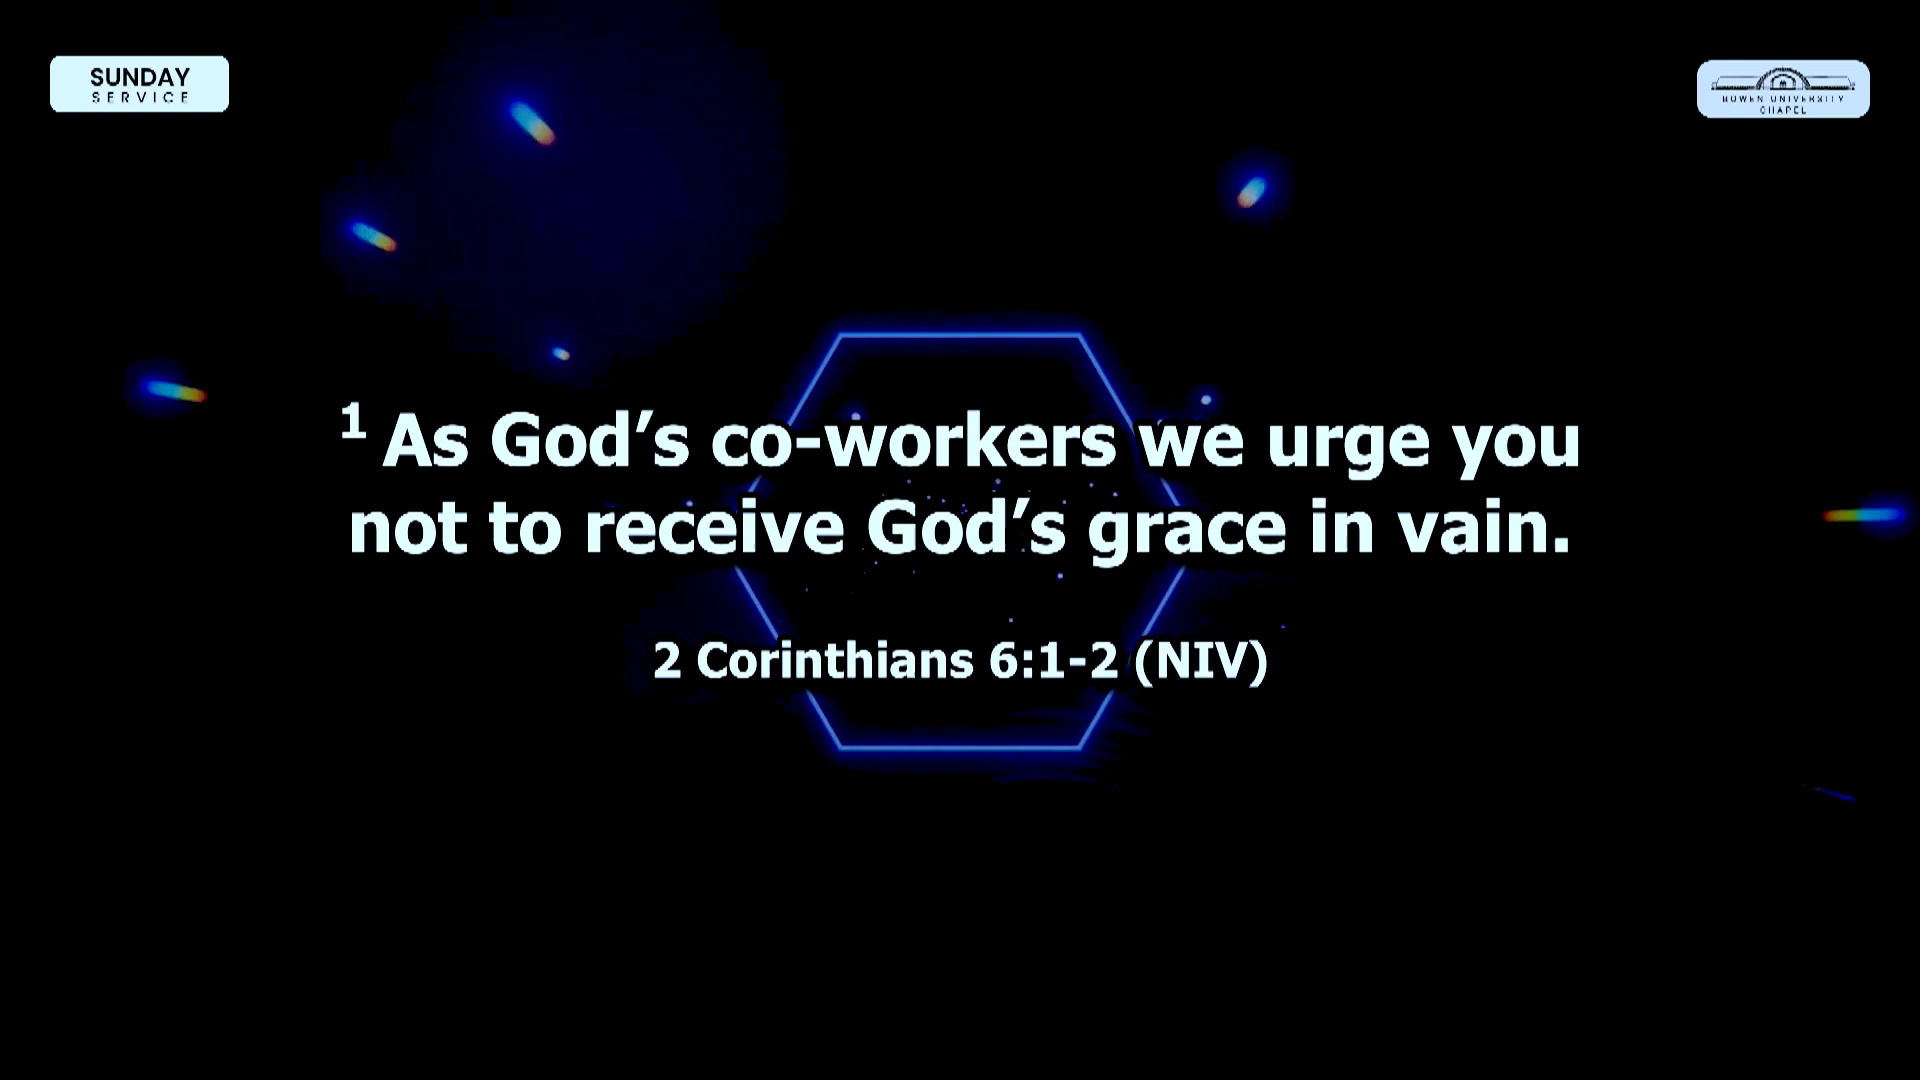 SUNDAY
SERVICE
BOWEN UNIVERSITY
CHAPEL
1 As God’s co-workers we urge you
not to receive God’s grace in vain.
2 Corinthians 6:1-2 (NIV)